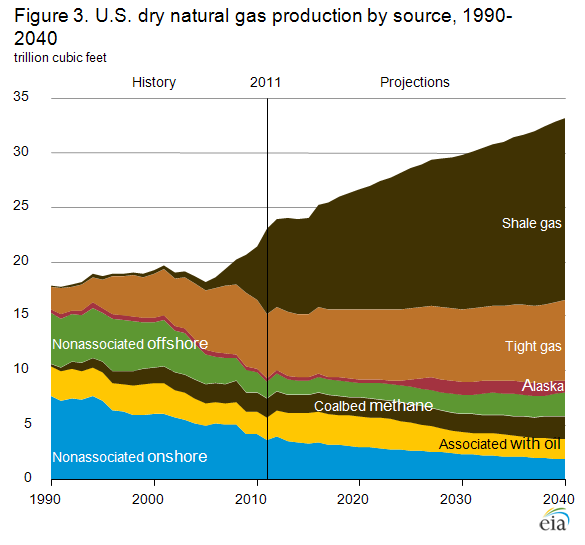 Figure 3. U.S. dry natural gas production by source, 1990-
2040
trillion cubic feet
History 2011 Projections
35
30
25
20
15
10
5
0
Shale gas
Tight gas
Nonassociated offshore
Alaska
Coalbed methane
Associated with oil
Nonassociated onshore
1990 2000 2010 2020 2030 2040
eia